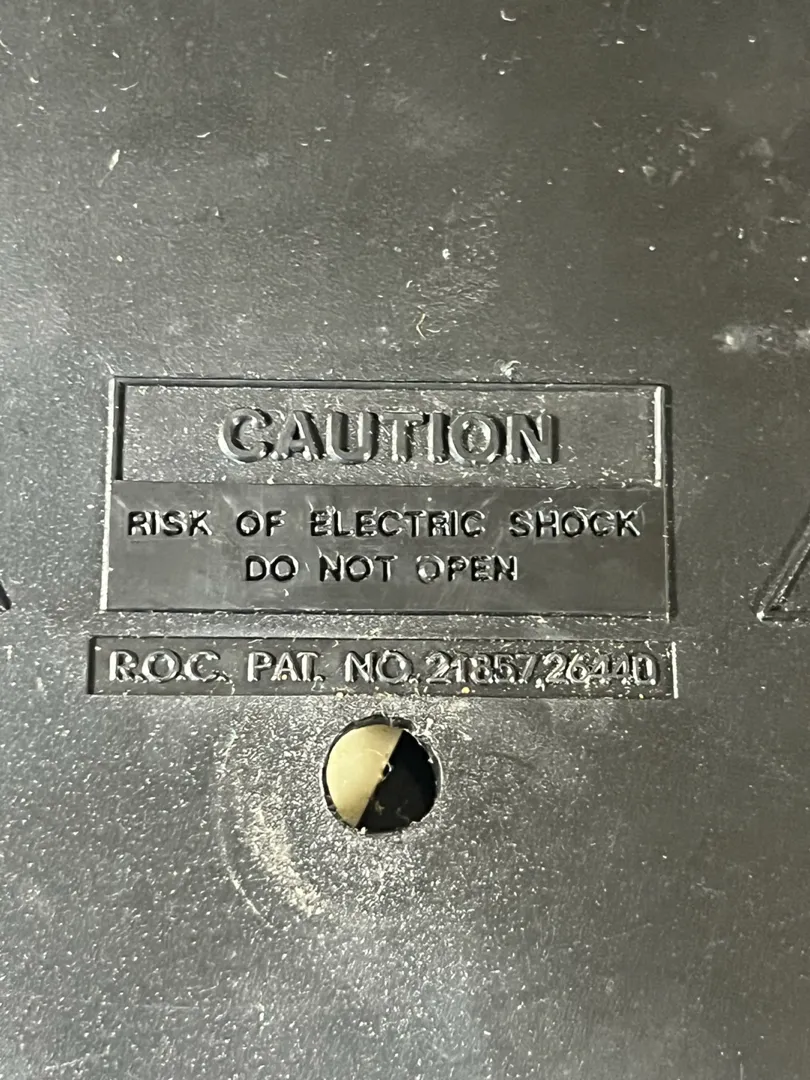 CAUTION
RISK OF ELECTRIC SHOCK
DO NOT OPEN
R.O.C. PAT. NO. 21857,26440